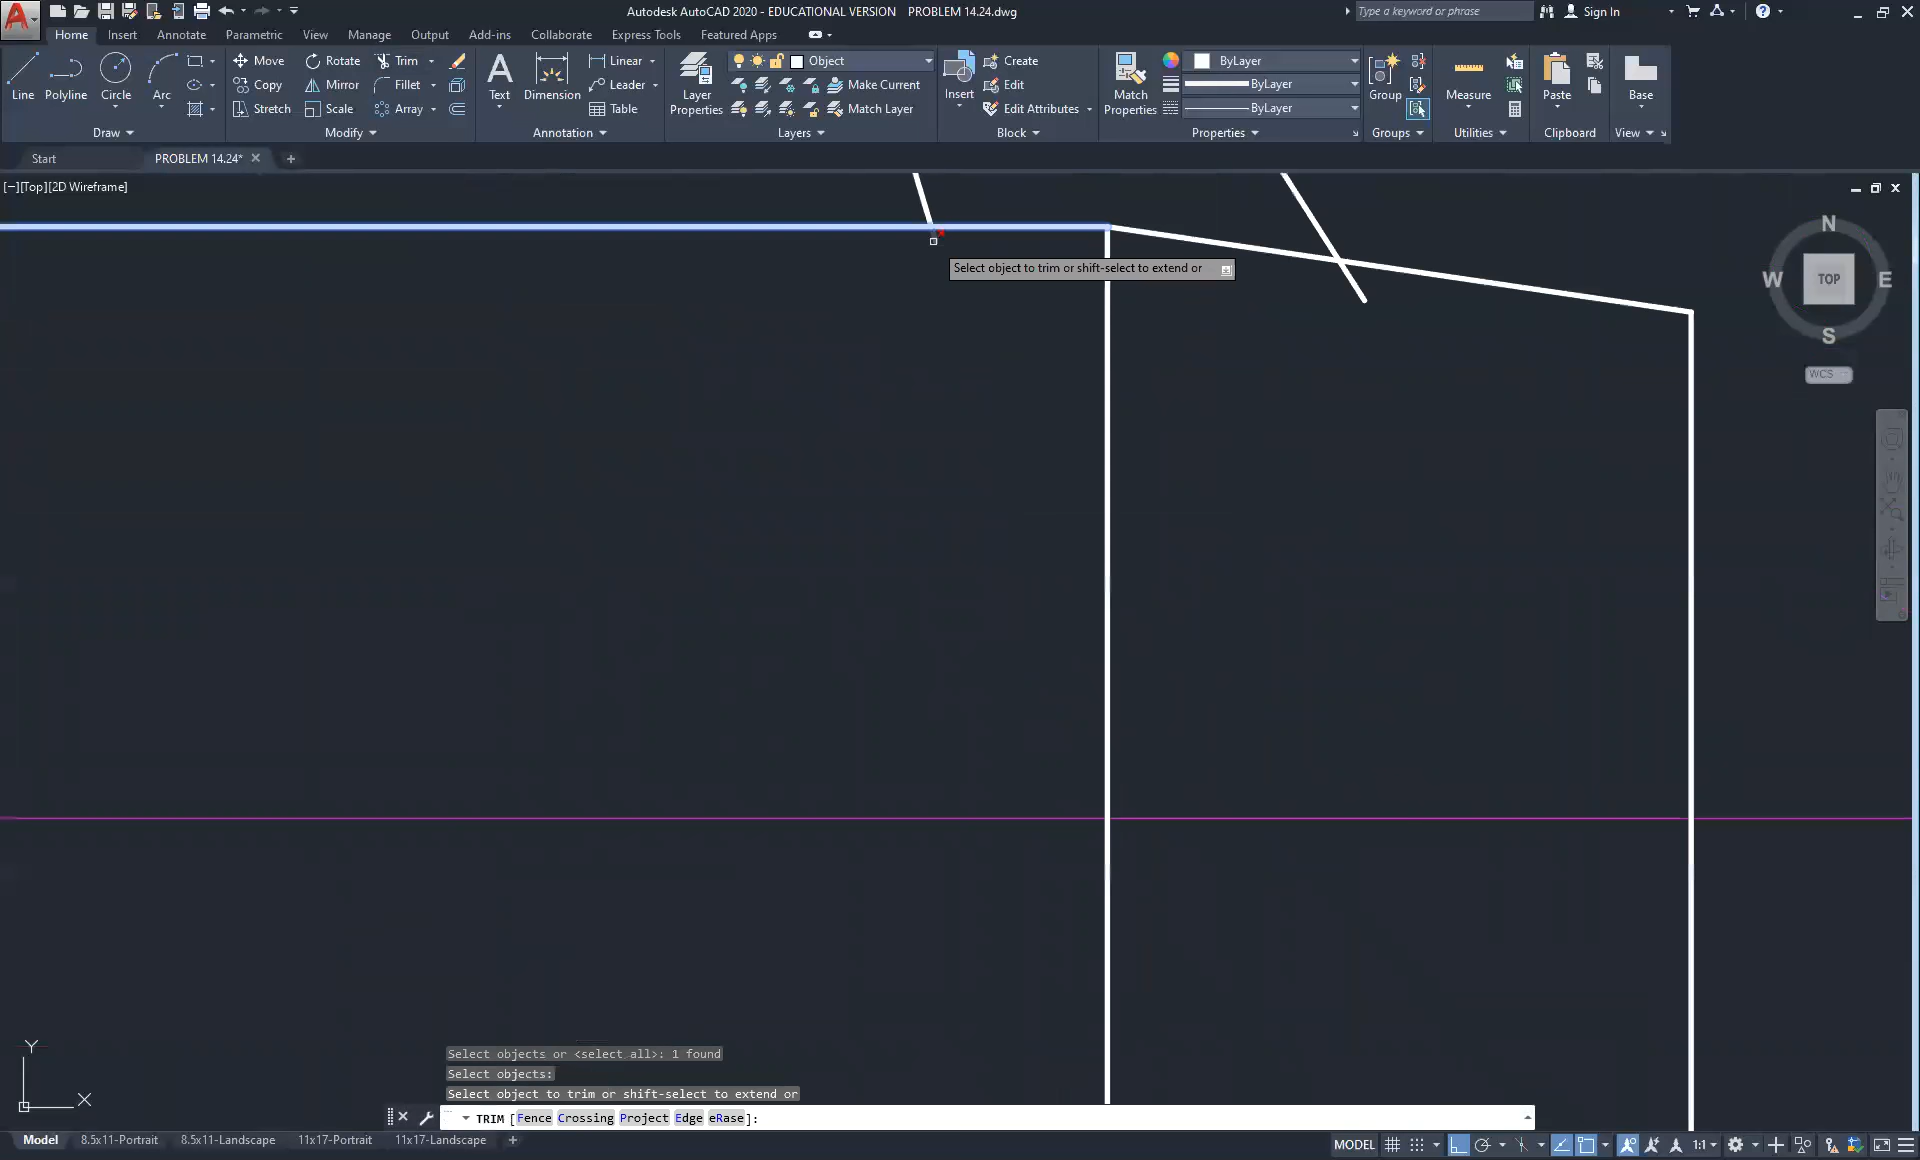 Autodesk AutoCAD 2020 - EDUCATIONAL VERSION PROBLEM 14.24.dwg
Type a keyword or phrase
Sign In
Home Insert Annotate Parametric View Manage Output Add-ins Collaborate Express Tools Featured Apps
Line Polyline Circle Arc
Draw
Move Rotate Trim
Copy Mirror Fillet
Stretch Scale Array
Modify
Text Dimension
Linear
Leader
Table
Annotation
Layer Properties
Object
Make Current
Match Layer
Layers
Insert
Create
Edit
Edit Attributes
Block
Match Properties
ByLayer
ByLayer
ByLayer
Properties
Group
Groups
Measure
Utilities
Paste
Clipboard
Base
View
Start PROBLEM 14.24*
[−][Top][2D Wireframe]
N
W TOP E
S
WCS
Select object to trim or shift-select to extend or
Y
X
Select objects or <select all>: 1 found
Select objects:
Select object to trim or shift-select to extend or
TRIM [Fence Crossing Project Edge eRase]:
Model 8.5x11-Portrait 8.5x11-Landscape 11x17-Portrait 11x17-Landscape
MODEL 1:1